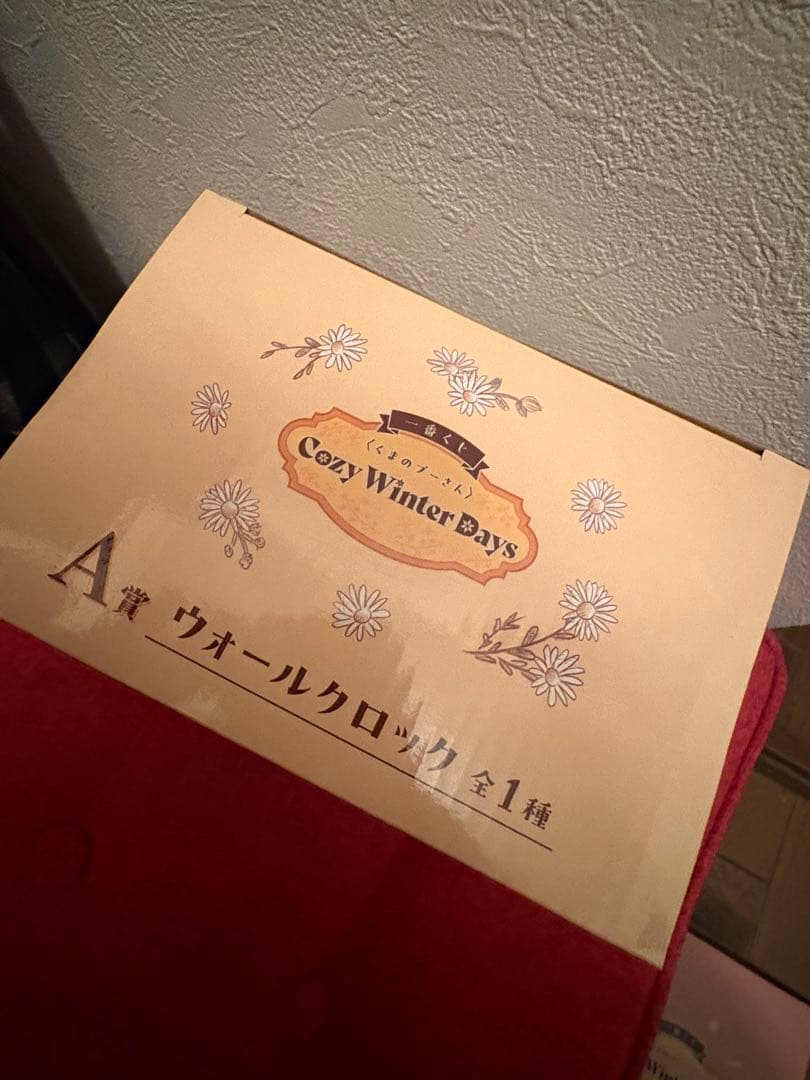 一番くじ
〈くまのプーさん〉
Cozy Winter Days
A賞 ウォールクロック 全1種